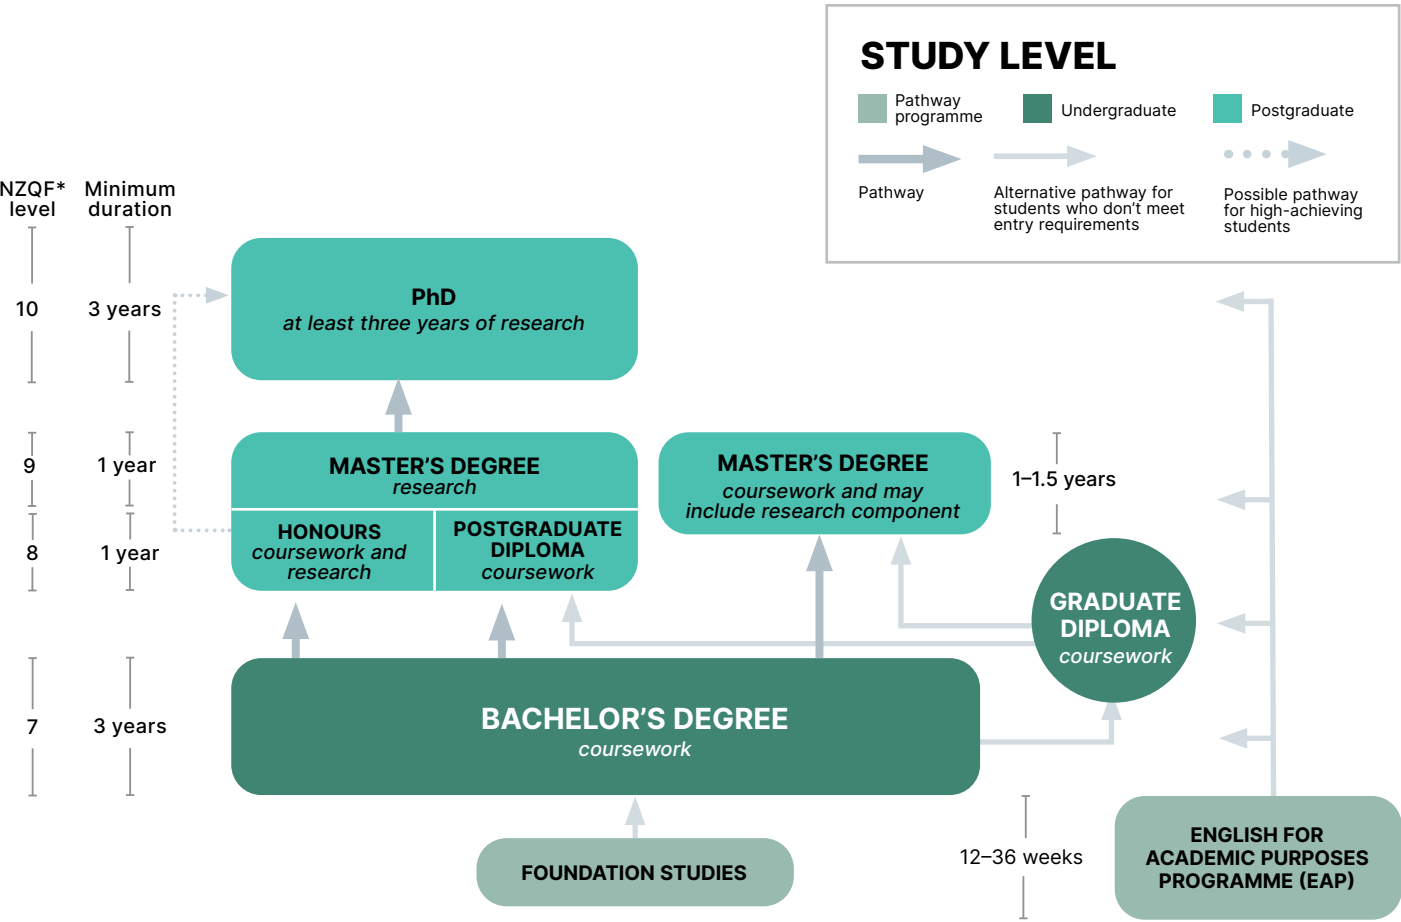 STUDY LEVEL
Pathway
programme
Undergraduate
Postgraduate
Pathway
Alternative pathway for
students who don’t meet
entry requirements
Possible pathway
for high-achieving
students
NZQF*
level
Minimum
duration
10
3 years
PhD
at least three years of research
9
1 year
MASTER’S DEGREE
research
MASTER’S DEGREE
coursework and may
include research component
1–1.5 years
8
1 year
HONOURS
coursework and
research
POSTGRADUATE
DIPLOMA
coursework
GRADUATE
DIPLOMA
coursework
7
3 years
BACHELOR’S DEGREE
coursework
FOUNDATION STUDIES
12–36 weeks
ENGLISH FOR
ACADEMIC PURPOSES
PROGRAMME (EAP)